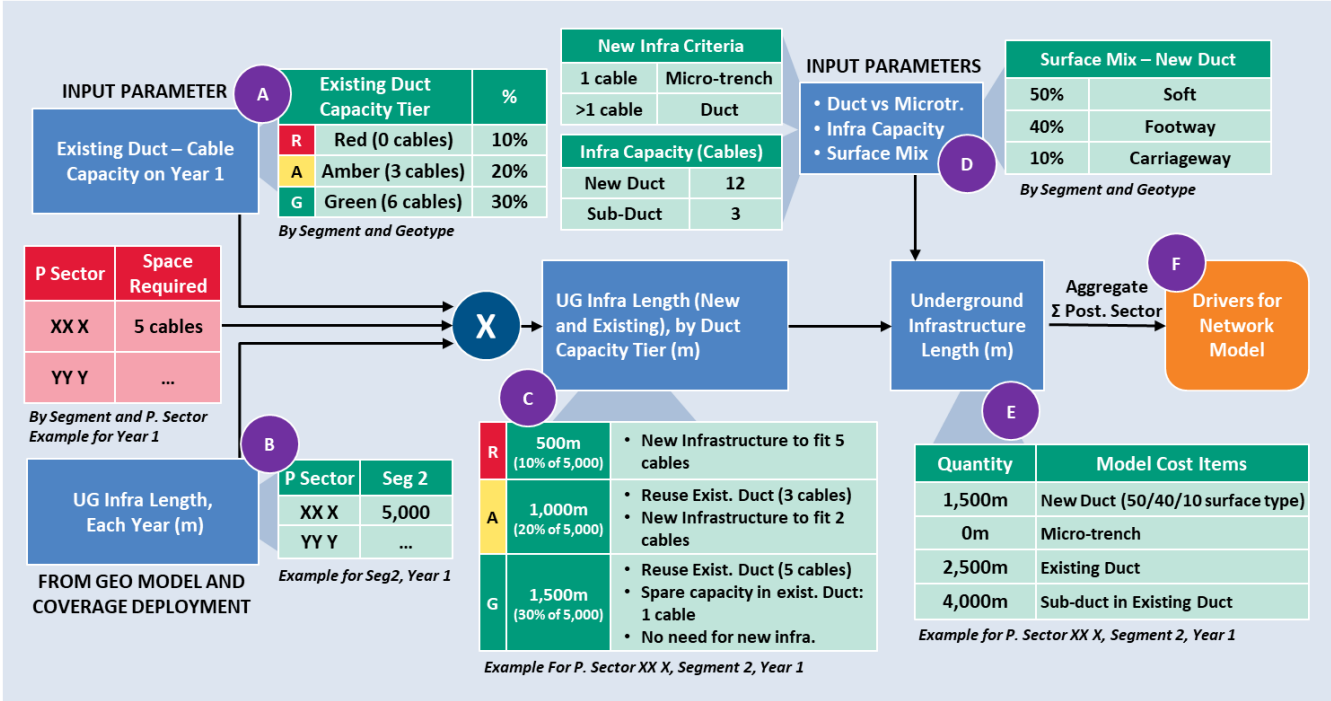 INPUT PARAMETER
A
Existing Duct – Cable
Capacity on Year 1
Existing Duct
Capacity Tier
%
R
Red (0 cables)
10%
A
Amber (3 cables)
20%
G
Green (6 cables)
30%
By Segment and Geotype
New Infra Criteria
1 cable
Micro-trench
>1 cable
Duct
Infra Capacity (Cables)
New Duct
12
Sub-Duct
3
INPUT PARAMETERS
• Duct vs Microtr.
• Infra Capacity
• Surface Mix
D
Surface Mix – New Duct
50%
Soft
40%
Footway
10%
Carriageway
By Segment and Geotype
P Sector
Space
Required
XX X
5 cables
YY Y
...
By Segment and P. Sector
Example for Year 1
X
UG Infra Length (New
and Existing), by Duct
Capacity Tier (m)
Underground
Infrastructure
Length (m)
Aggregate
Σ Post. Sector
F
Drivers for
Network
Model
B
UG Infra Length,
Each Year (m)
FROM GEO MODEL AND
COVERAGE DEPLOYMENT
P Sector
Seg 2
XX X
5,000
YY Y
...
Example for Seg2, Year 1
C
R
500m
(10% of 5,000)
• New Infrastructure to fit 5
cables
A
1,000m
(20% of 5,000)
• Reuse Exist. Duct (3 cables)
• New Infrastructure to fit 2
cables
G
1,500m
(30% of 5,000)
• Reuse Exist. Duct (5 cables)
• Spare capacity in exist. Duct:
1 cable
• No need for new infra.
Example For P. Sector XX X, Segment 2, Year 1
E
Quantity
Model Cost Items
1,500m
New Duct (50/40/10 surface type)
0m
Micro-trench
2,500m
Existing Duct
4,000m
Sub-duct in Existing Duct
Example for P. Sector XX X, Segment 2, Year 1